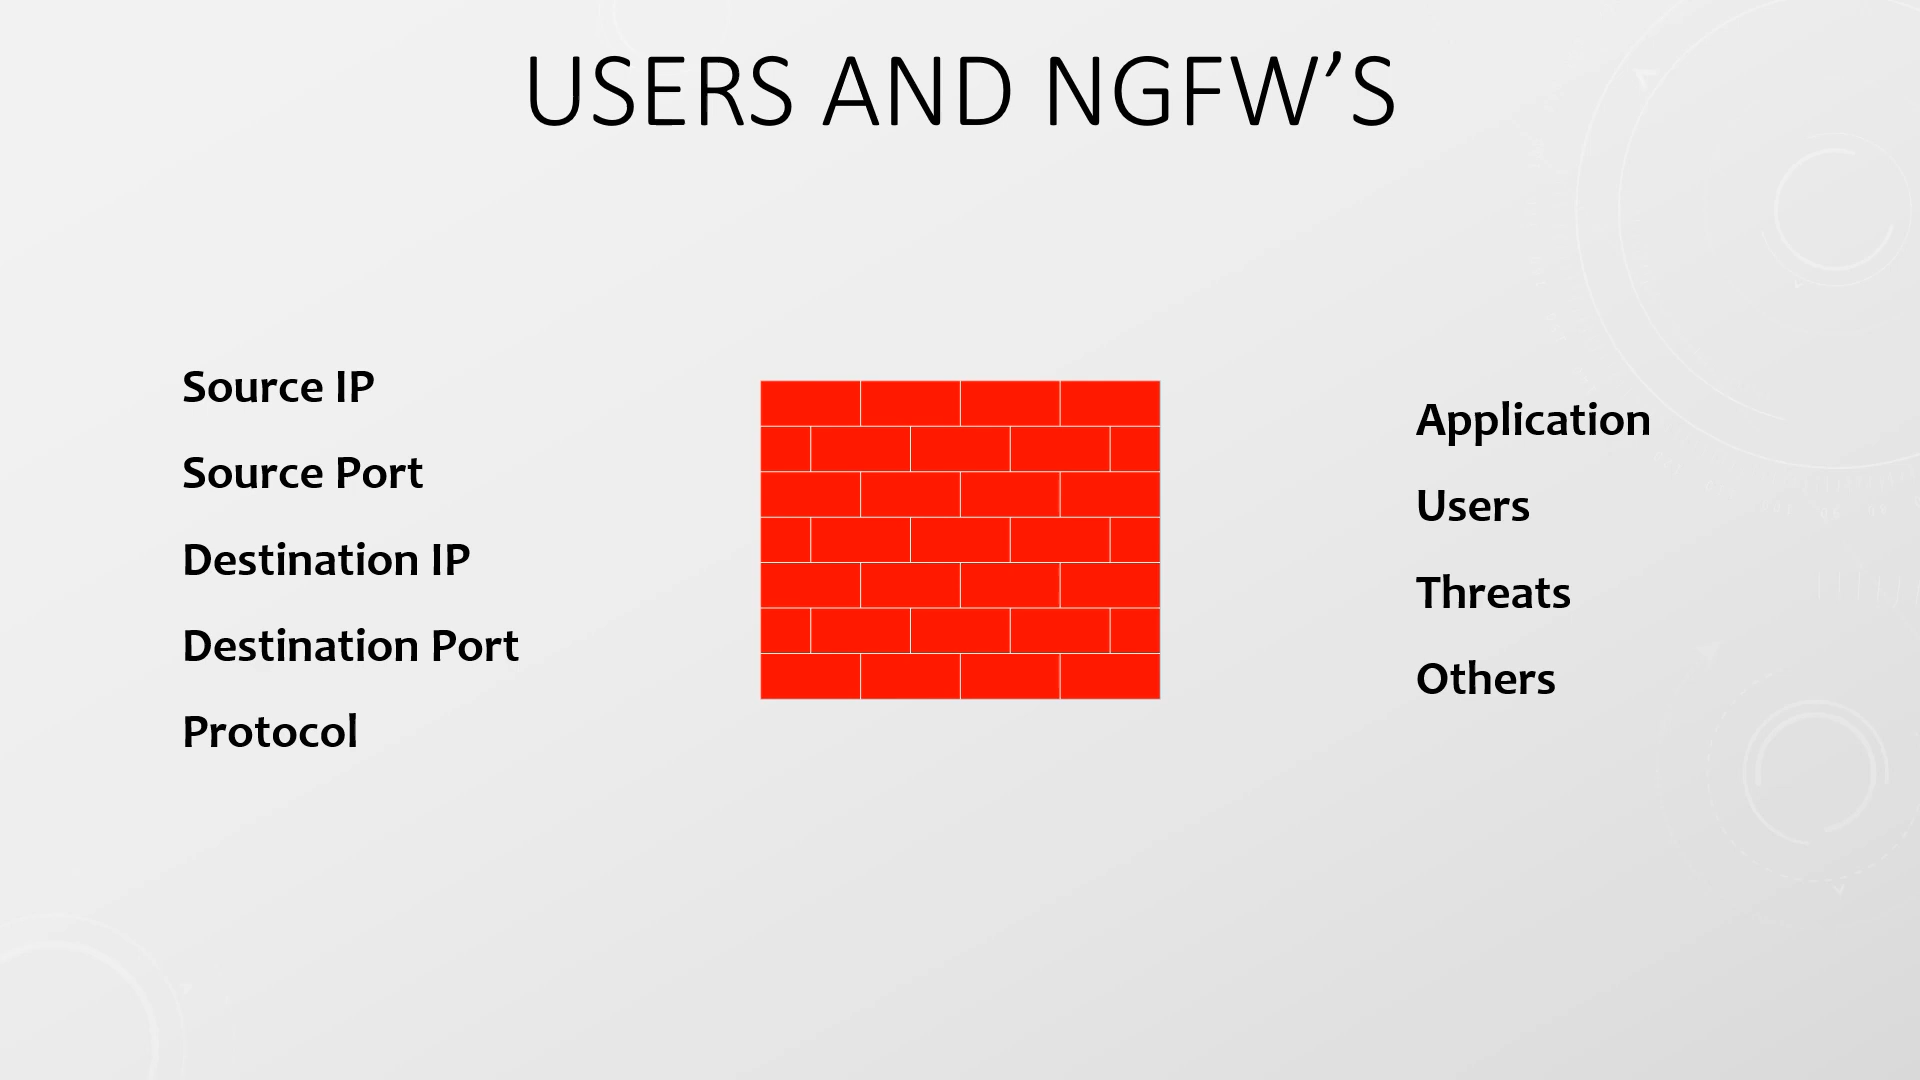 USERS AND NGFW’S
Source IP
Source Port
Destination IP
Destination Port
Protocol
Application
Users
Threats
Others